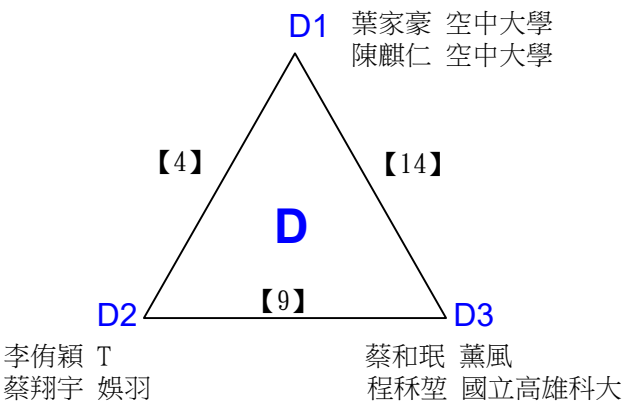 D1
葉家豪 空中大學
陳麒仁 空中大學
【4】
【14】
D
【9】
D2
D3
李侑穎 T
蔡翔宇 娛羽
蔡和珉 薰風
程秝堃 國立高雄科大